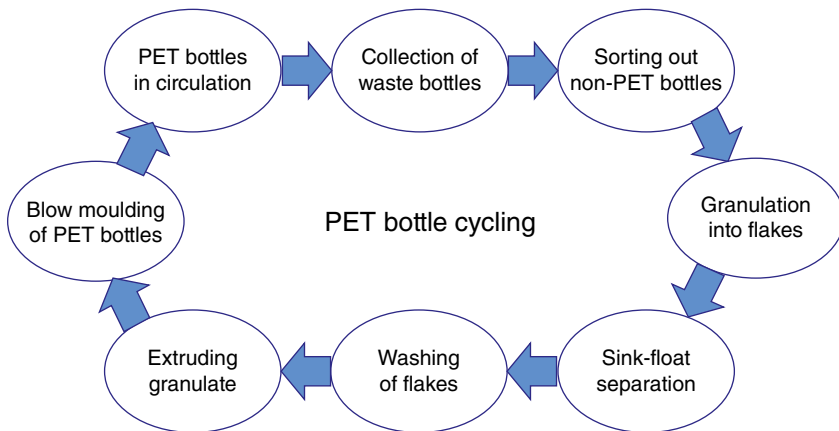 PET bottles
in circulation
Collection of
waste bottles
Sorting out
non-PET bottles
Granulation
into flakes
Sink-float
separation
Washing
of flakes
Extruding
granulate
Blow moulding
of PET bottles
PET bottle cycling